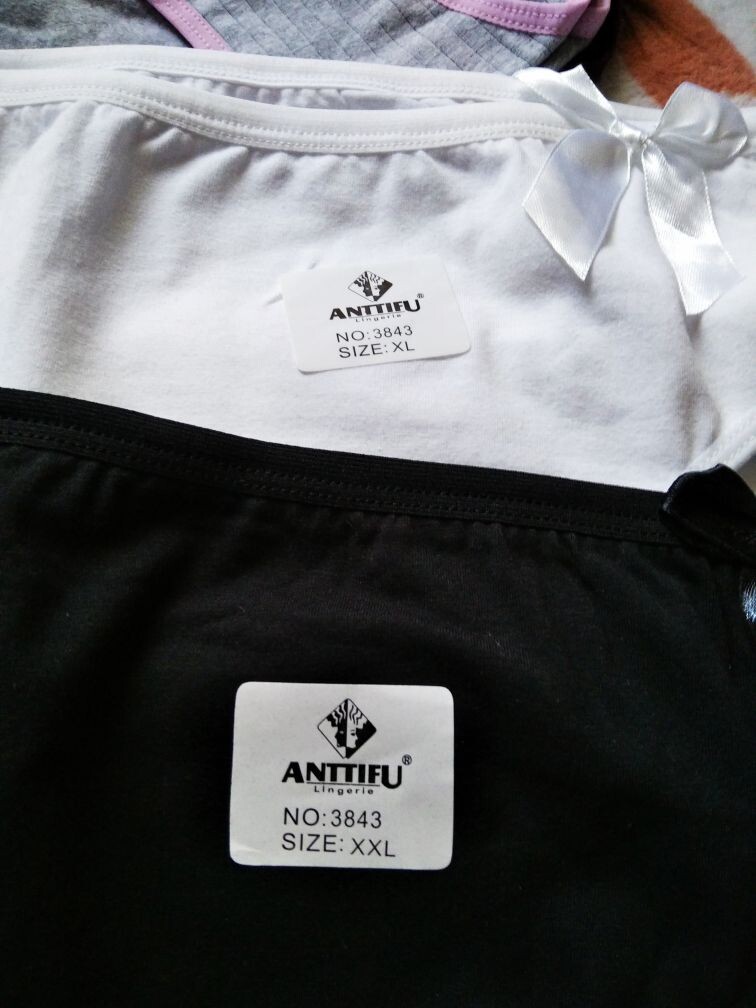 ANTTIFU®
Lingerie
NO:3843
SIZE: XL
ANTTIFU®
Lingerie
NO:3843
SIZE: XXL